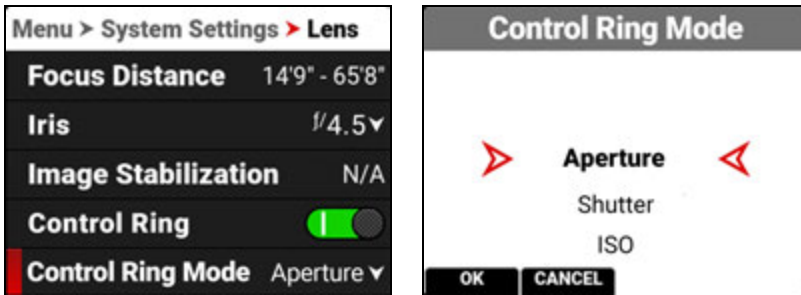 Menu > System Settings > Lens
Focus Distance 14'9" - 65'8"
Iris f/4.5
Image Stabilization N/A
Control Ring
Control Ring Mode Aperture
Control Ring Mode
Aperture
Shutter
ISO
OK CANCEL